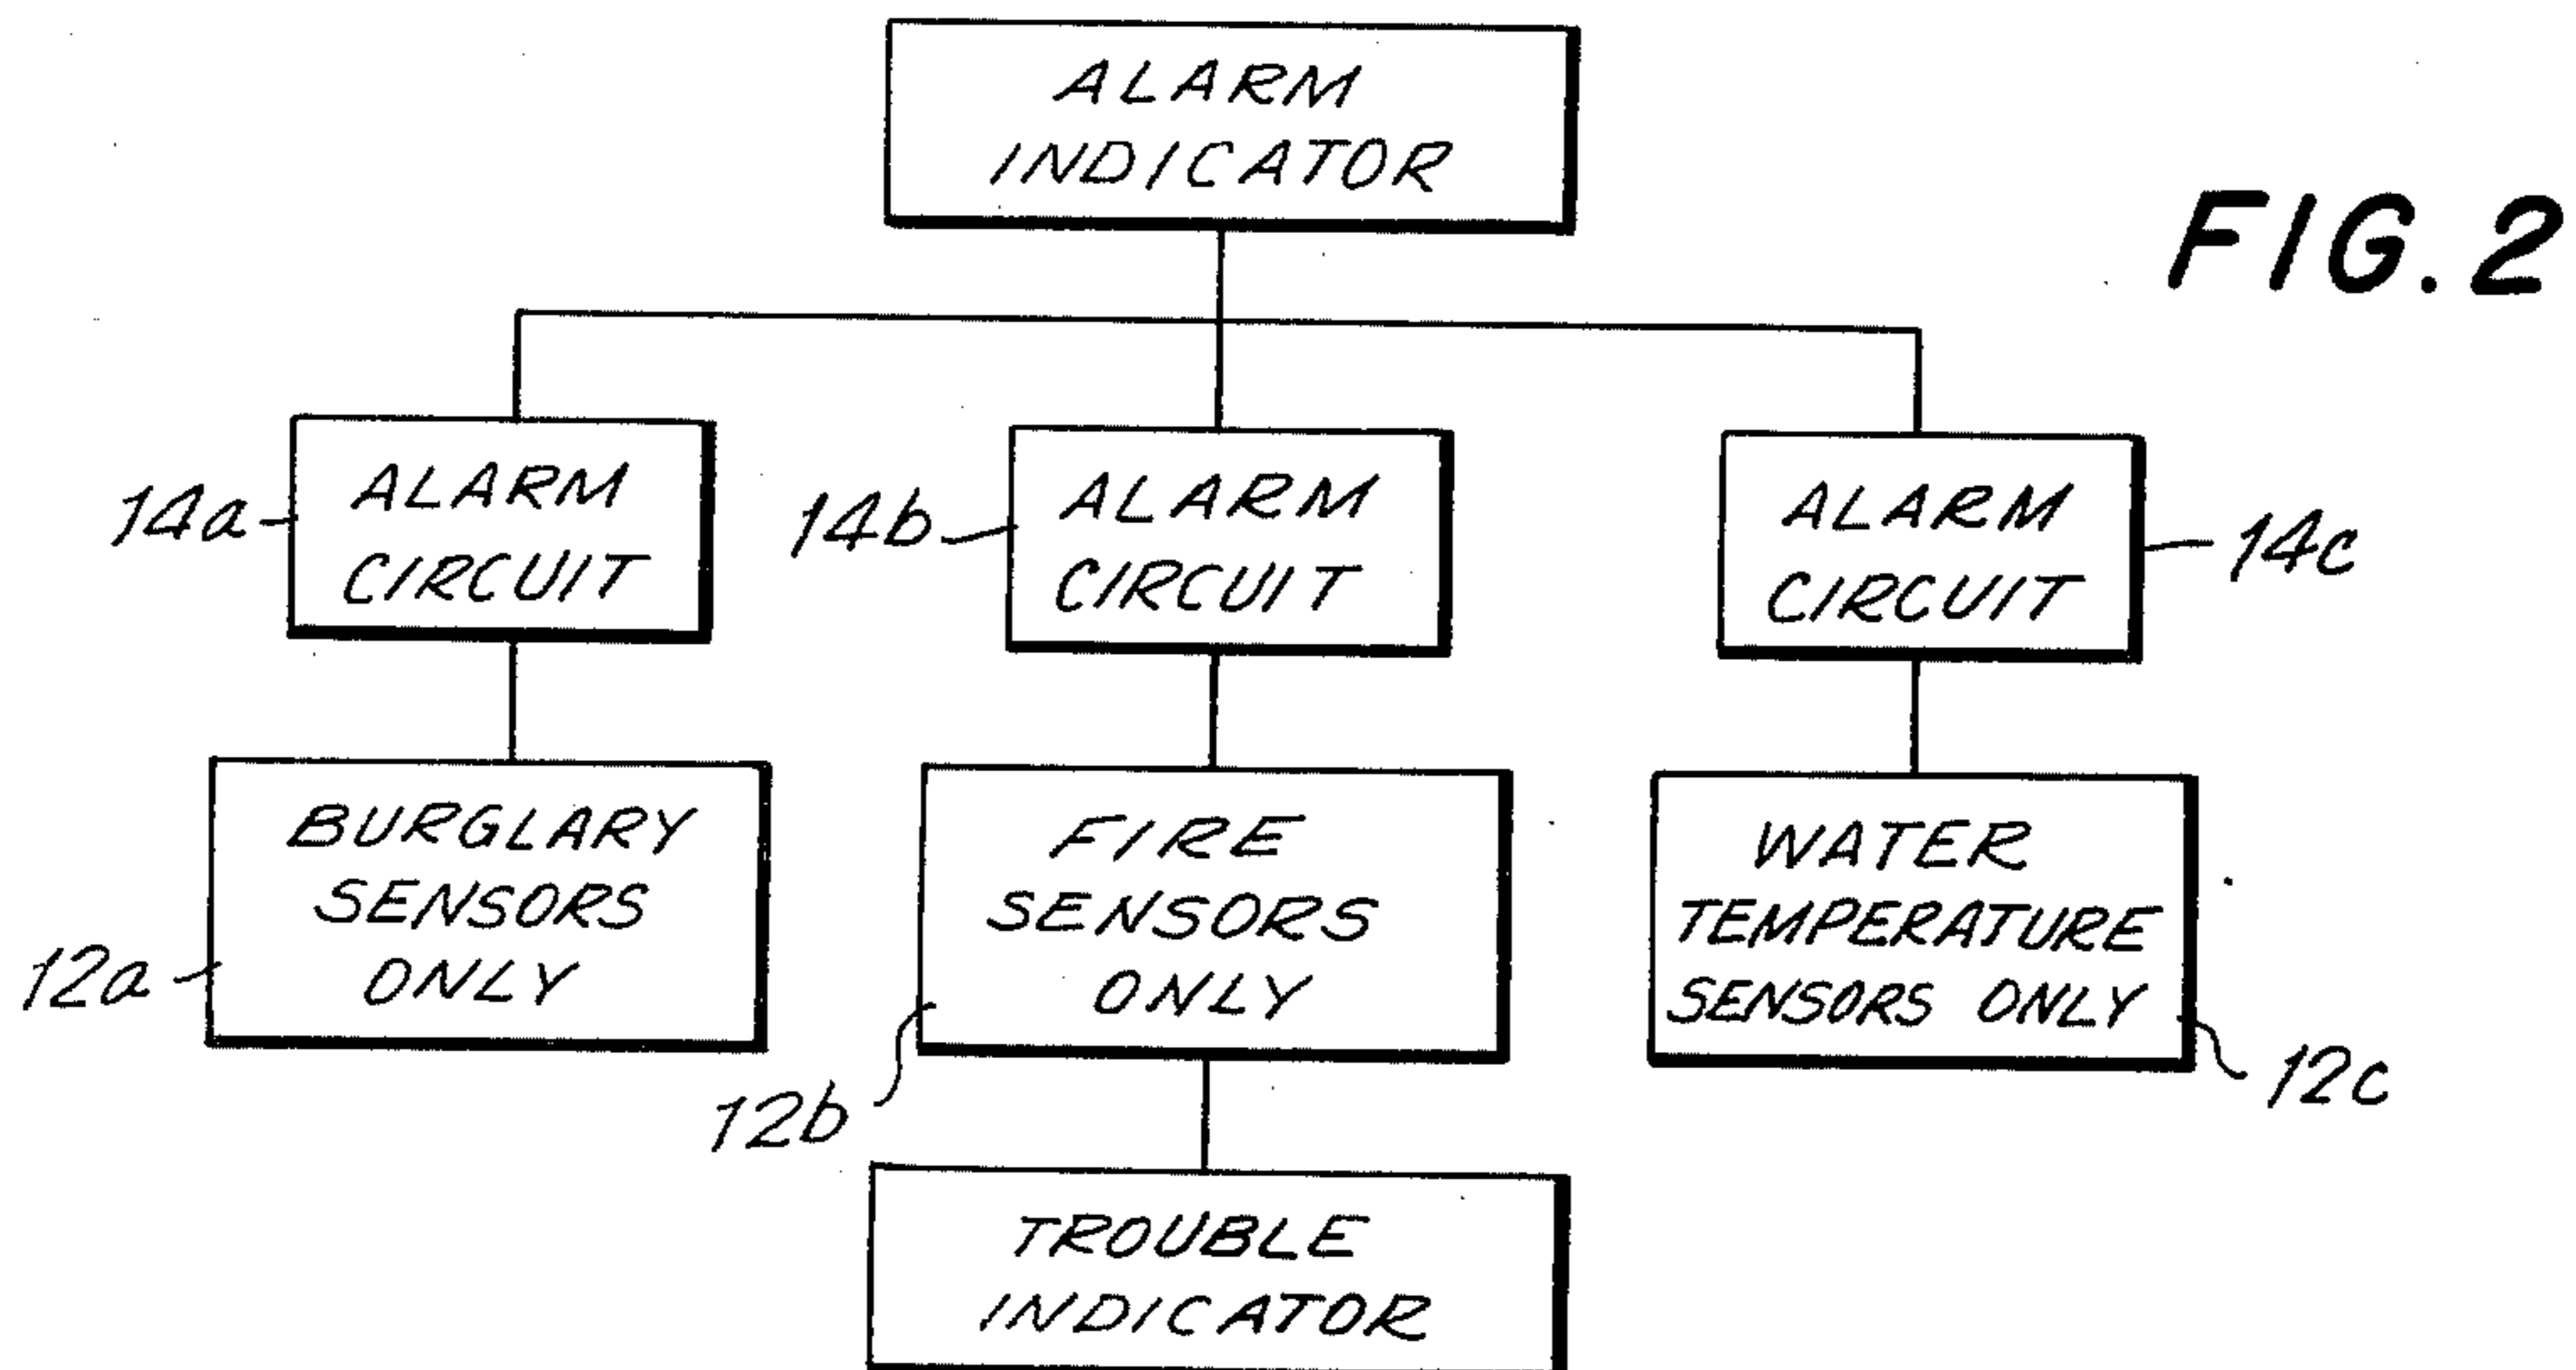 ALARM
INDICATOR
FIG. 2
14a
ALARM
CIRCUIT
14b
ALARM
CIRCUIT
ALARM
CIRCUIT
14c
12a
BURGLARY
SENSORS
ONLY
12b
FIRE
SENSORS
ONLY
WATER
TEMPERATURE
SENSORS ONLY
12c
TROUBLE
INDICATOR